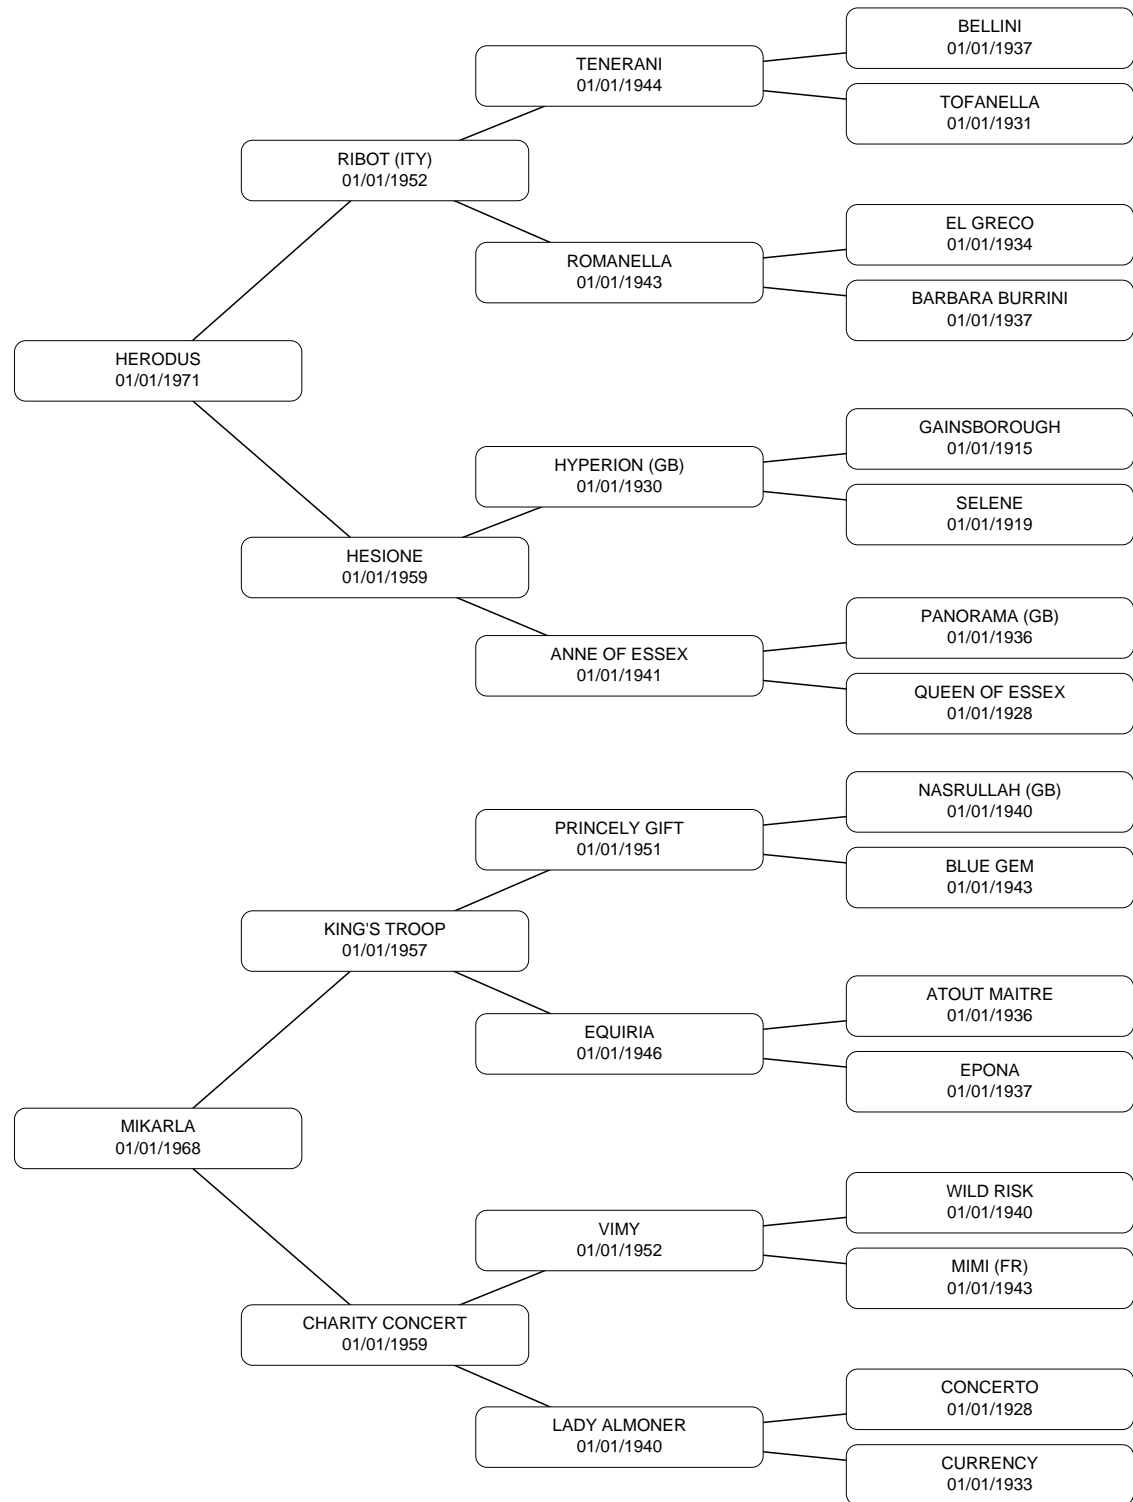 BELLINI
01/01/1937
TENERANI
01/01/1944
TOFANELLA
01/01/1931
RIBOT (ITY)
01/01/1952
EL GRECO
01/01/1934
ROMANELLA
01/01/1943
BARBARA BURRINI
01/01/1937
HERODUS
01/01/1971
GAINSBOROUGH
01/01/1915
HYPERION (GB)
01/01/1930
SELENE
01/01/1919
HESIONE
01/01/1959
PANORAMA (GB)
01/01/1936
ANNE OF ESSEX
01/01/1941
QUEEN OF ESSEX
01/01/1928
NASRULLAH (GB)
01/01/1940
PRINCELY GIFT
01/01/1951
BLUE GEM
01/01/1943
KING'S TROOP
01/01/1957
ATOUT MAITRE
01/01/1936
EQUIRIA
01/01/1946
EPONA
01/01/1937
MIKARLA
01/01/1968
WILD RISK
01/01/1940
VIMY
01/01/1952
MIMI (FR)
01/01/1943
CHARITY CONCERT
01/01/1959
CONCERTO
01/01/1928
LADY ALMONER
01/01/1940
CURRENCY
01/01/1933